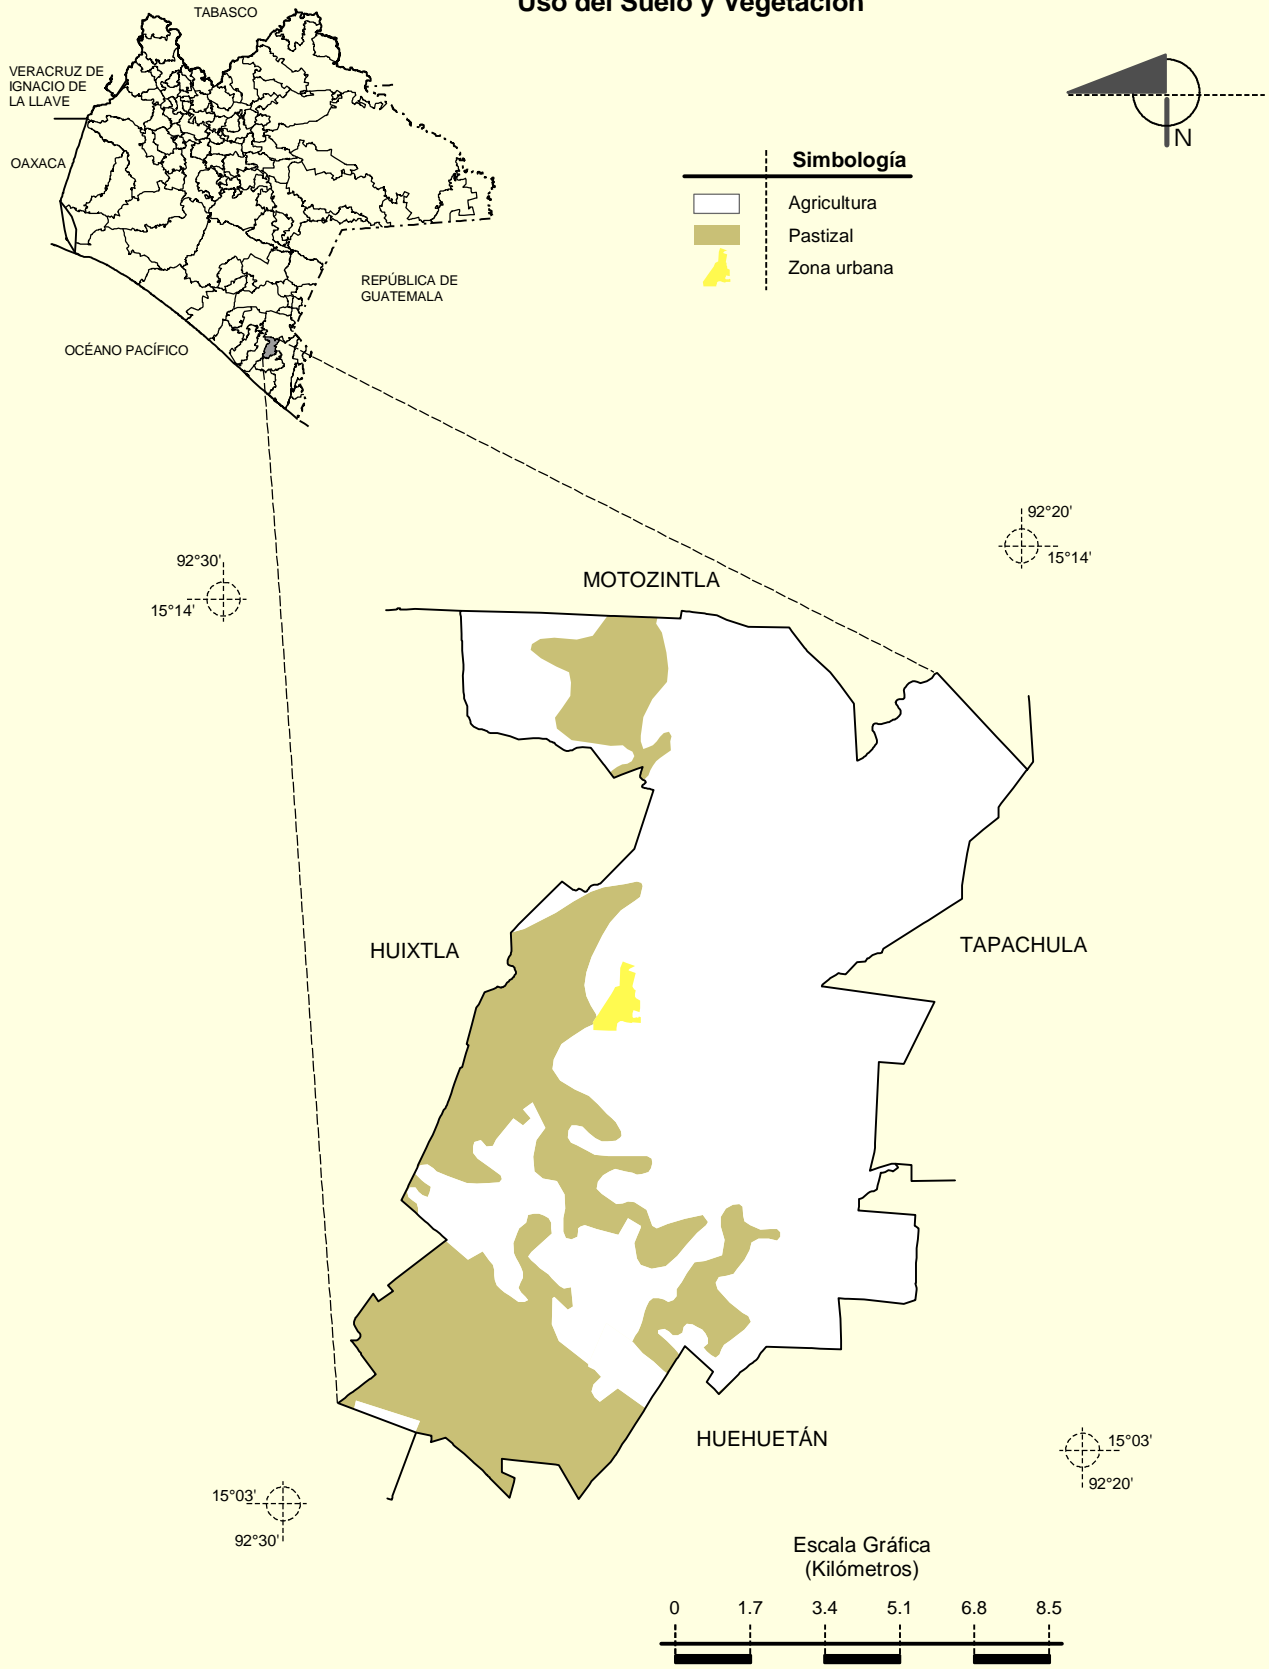 Uso del Suelo y Vegetación
TABASCO
VERACRUZ DE
IGNACIO DE
LA LLAVE
OAXACA
REPÚBLICA DE
GUATEMALA
OCÉANO PACÍFICO
N
Simbología
Agricultura
Pastizal
Zona urbana
92°20'
15°14'
92°30'
15°14'
MOTOZINTLA
HUIXTLA
TAPACHULA
HUEHUETÁN
15°03'
92°20'
15°03'
92°30'
Escala Gráfica
(Kilómetros)
0 1.7 3.4 5.1 6.8 8.5